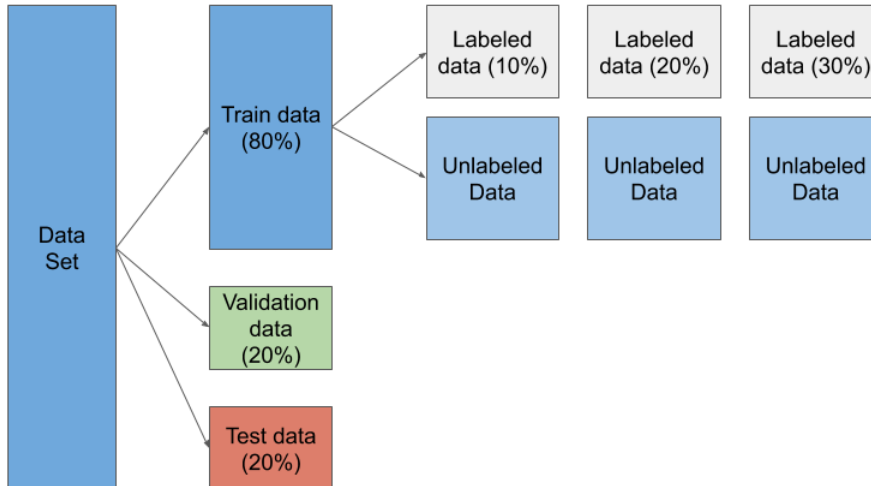 Data
Set
Train data
(80%)
Validation
data
(20%)
Test data
(20%)
Labeled
data (10%)
Unlabeled
Data
Labeled
data (20%)
Unlabeled
Data
Labeled
data (30%)
Unlabeled
Data